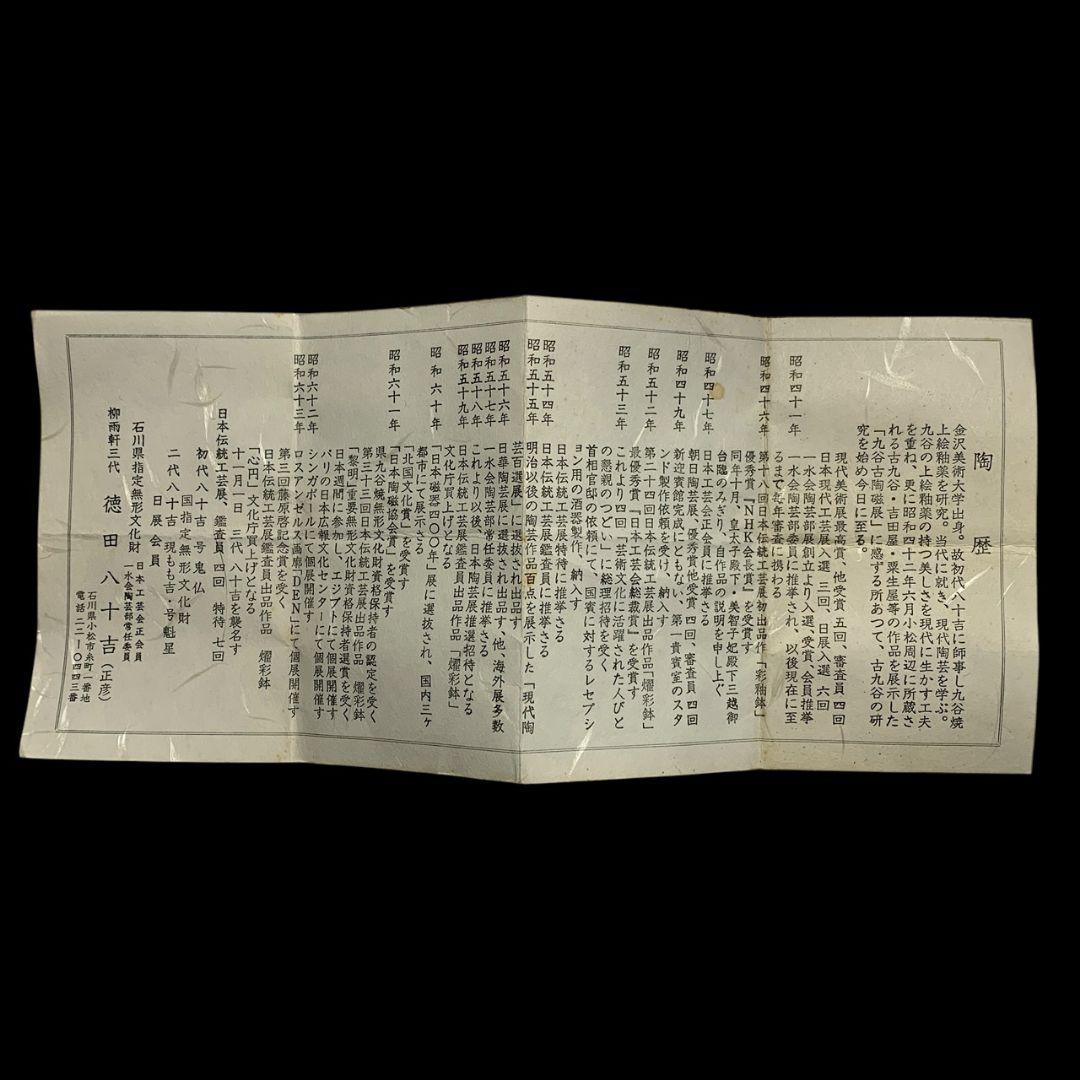 陶歴
金沢美術大学出身。故初代八十吉に師事し九谷焼
上絵釉薬を研究。当代に就き、現代陶芸を学ぶ。
九谷の上絵釉薬の持つ美しさを現代に生かす工夫
を重ね、更に昭和四十二年六月小松周辺に所蔵さ
れる古九谷・吉田屋・粟生屋等の作品を展示した
「九谷古陶磁展」に感ずる所あつて、古九谷の研
究を始め今日に至る。
現代美術展最高賞、他受賞 五回、審査員 四回
日本現代工芸展入選 三回、日展入選 六回
昭和四十一年 一水会陶芸部展創立より入選、受賞、会員推挙
一水会陶芸部委員に推挙され、以後現在に至
るまで毎年審査に携わる
昭和四十六年 第十八回日本伝統工芸展初出品作「彩釉鉢」
優秀賞『NHK会長賞』を受賞す
同年十月、皇太子殿下・美智子妃殿下三越御
台臨のみぎり、自作品の説明を申し上ぐ
昭和四十七年 日本工芸会正会員に推挙さる
朝日陶芸展、優秀賞他受賞 四回、審査員 四回
昭和四十九年 新迎賓館完成にともない、第一貴賓室のスタ
ンド製作依頼を受け、納入す
昭和五十二年 第二十四回日本伝統工芸展出品作品「燿彩鉢」
最優秀賞『日本工芸会総裁賞』を受賞す
昭和五十三年 これより四回「芸術文化に活躍された人びと
の懇親のつどい」に総理招待を受く
首相官邸の依頼にて、国賓に対するレセプシ
ョン用の酒器製作、納入す
昭和五十四年 日本伝統工芸展特待に推挙さる
日本伝統工芸展鑑査員に推挙さる
昭和五十五年 明治以後の陶芸作品百点を展示した「現代陶
芸百選展」に選抜され出品す
昭和五十六年 日華陶芸展に選抜され出品す、他、海外展多数
昭和五十七年 一水会陶芸部常任委員に推挙さる
昭和五十八年 これより以後、日本陶芸展推選招待となる
昭和五十九年 日本伝統工芸展鑑査員出品作品「燿彩鉢」
文化庁買上げとなる
昭和六十年 「日本磁器四〇〇年」展に選抜され、国内三ヶ
都市にて展示さる
「北国文化賞」を受賞す
昭和六十一年 「日本陶磁協会賞」を受賞す
県九谷焼無形文化財資格保持者の認定を受く
第三十三回日本伝統工芸展出品作品 燿彩鉢
「黎明」重要無形文化財資格保持者選賞を受く
日本週間に参加し、エジプトにて個展開催す
パリの日本広報文化センターにて個展開催す
昭和六十二年 シンガポールにて個展開催す
昭和六十三年 ロスアンゼルス画廊「DEN」にて個展開催す
第三回藤原啓記念賞を受く
日本伝統工芸展鑑査員出品作品 燿彩鉢
「心円」文化庁買上げとなる
十一月一日 三代 八十吉を襲名す
日本伝統工芸展、鑑査員 四回 特待 七回
初代 八十吉 号 鬼仏
国指定無形文化財
二代 八十吉 現もも吉・号 魁星
日展会員
石川県指定無形文化財 日本工芸会正会員
一水会陶芸部常任委員
柳雨軒三代 徳田八十吉(正彦)
石川県小松市糸町一番地
電話 二二-〇四四三番